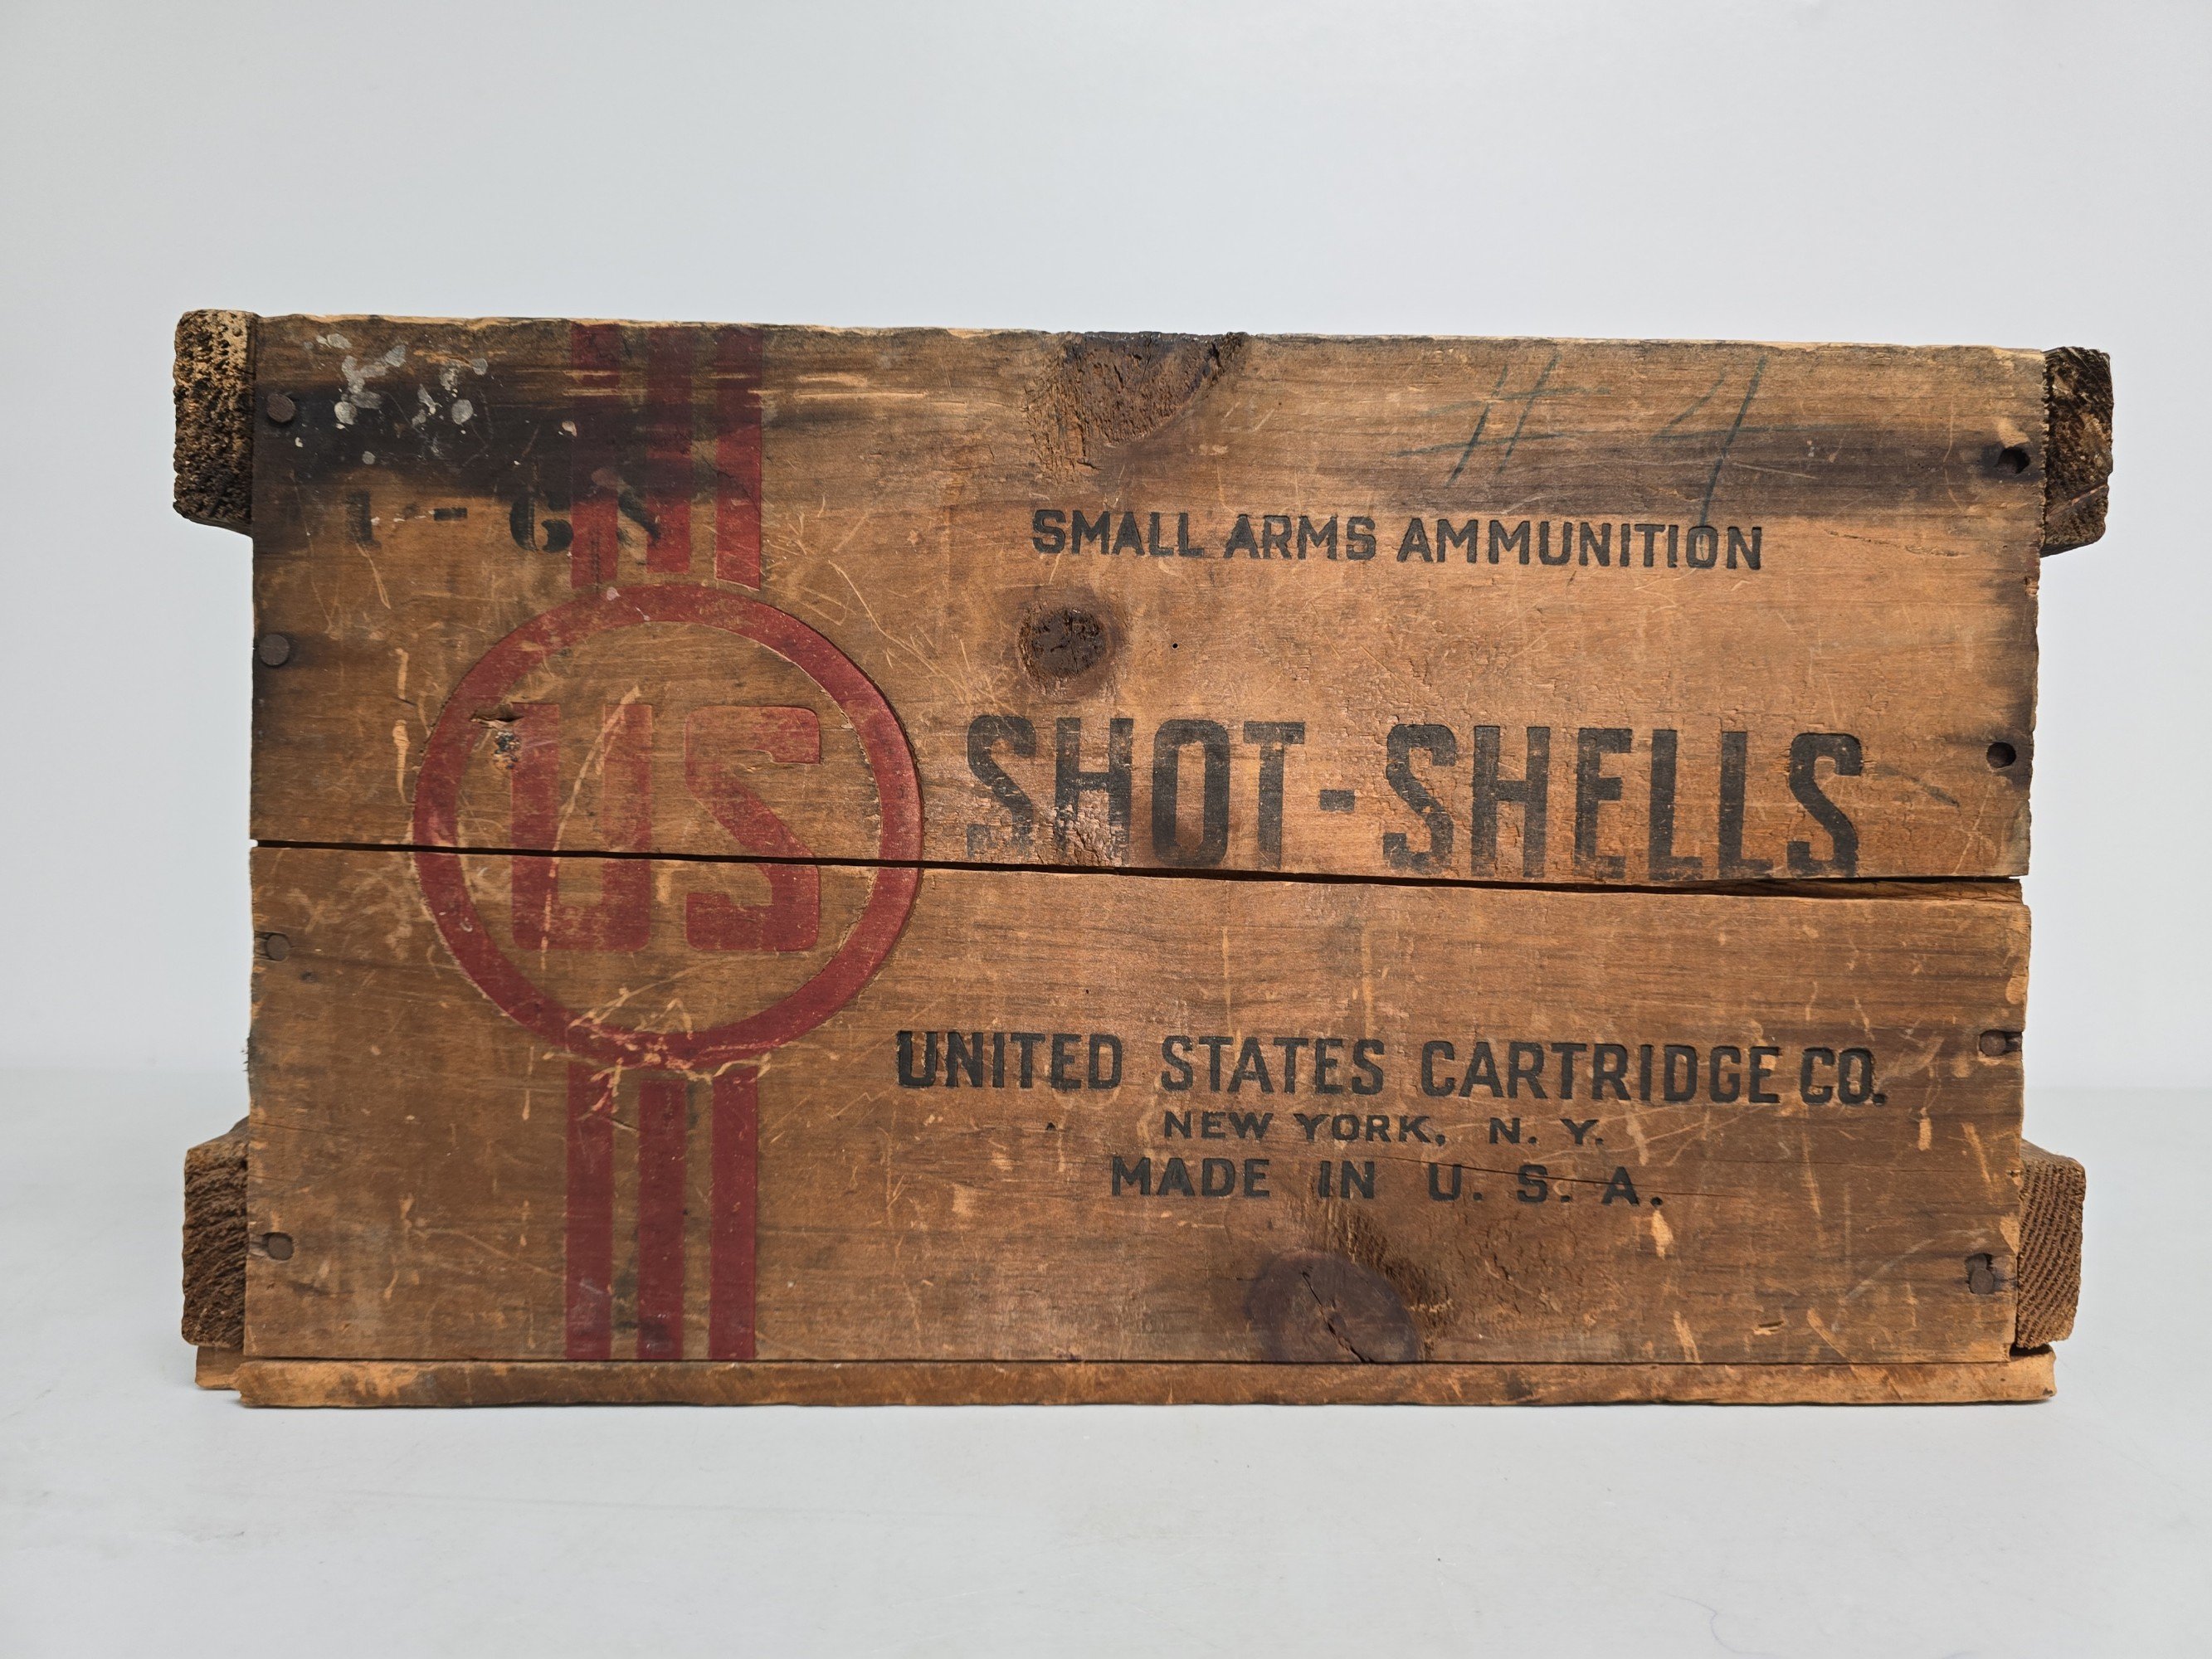 # 4
SMALL ARMS AMMUNITION
US
SHOT-SHELLS
UNITED STATES CARTRIDGE CO.
NEW YORK, N. Y.
MADE IN U. S. A.